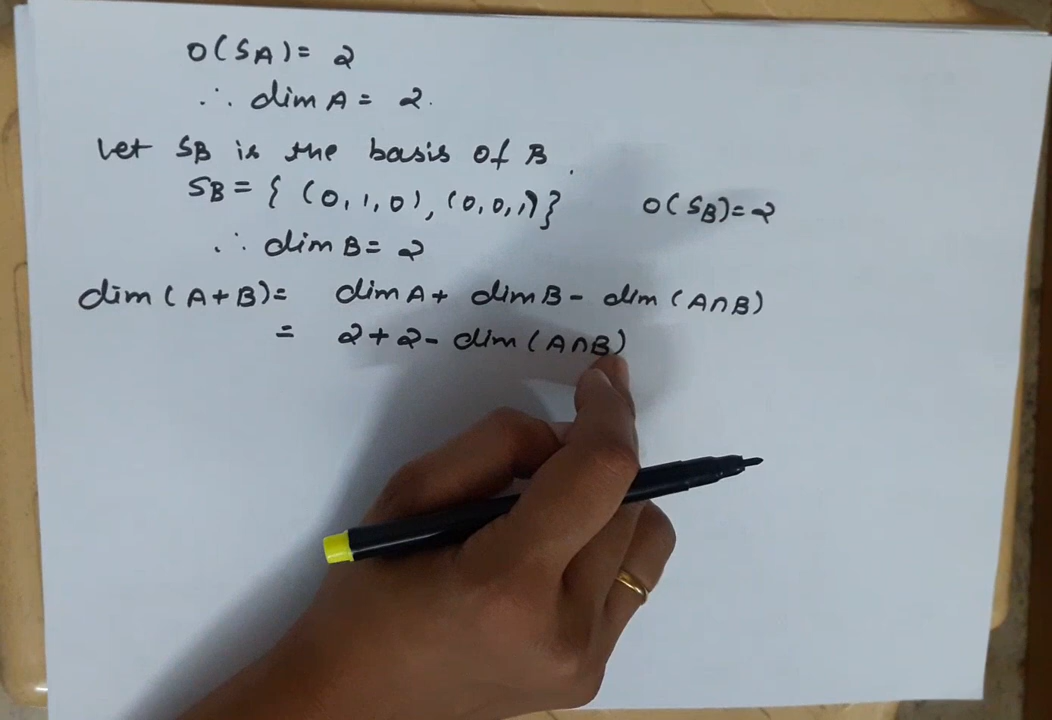 O(SA) = 2
∴ dim A = 2.
Let SB is the basis of B.
SB = { (0,1,0), (0,0,1)} O(SB) = 2
∴ dim B = 2
dim (A+B) = dim A + dim B - dim (A∩B)
= 2+2- dim (A∩B)